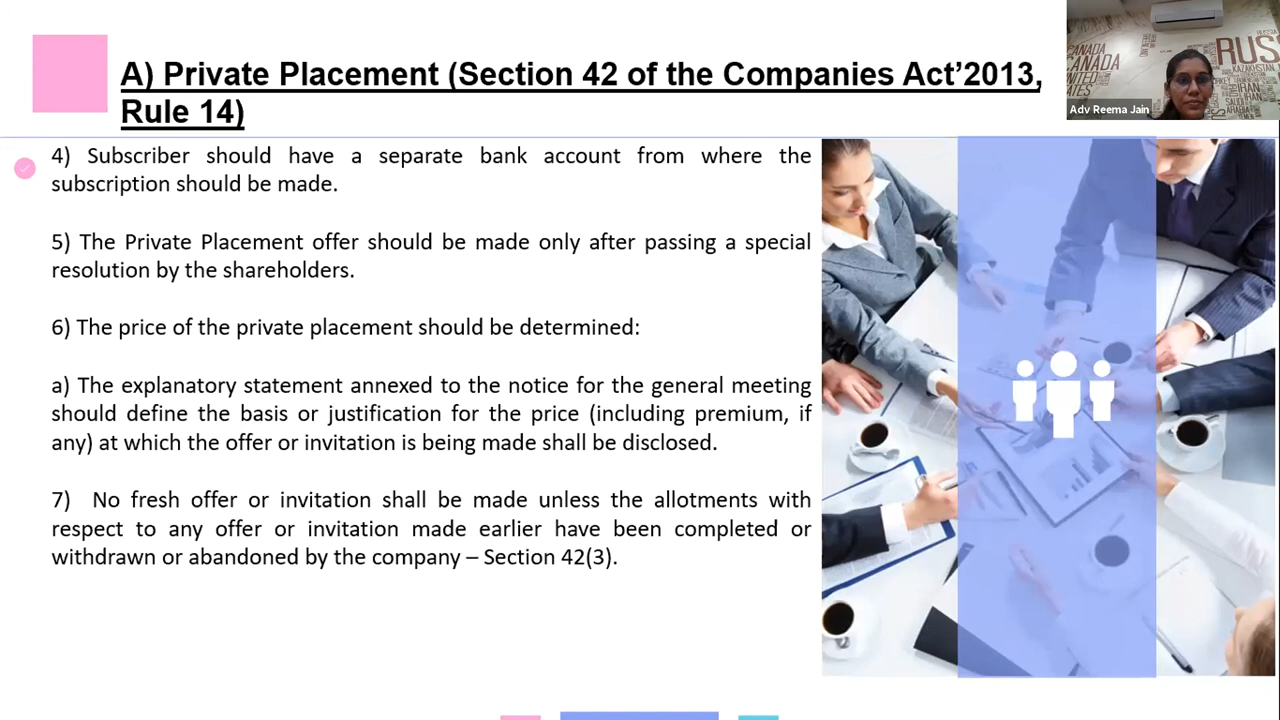 A) Private Placement (Section 42 of the Companies Act’2013,
Rule 14)
Adv Reema Jain
4) Subscriber should have a separate bank account from where the
subscription should be made.
5) The Private Placement offer should be made only after passing a special
resolution by the shareholders.
6) The price of the private placement should be determined:
a) The explanatory statement annexed to the notice for the general meeting
should define the basis or justification for the price (including premium, if
any) at which the offer or invitation is being made shall be disclosed.
7) No fresh offer or invitation shall be made unless the allotments with
respect to any offer or invitation made earlier have been completed or
withdrawn or abandoned by the company – Section 42(3).
CANADA
CANADA
RUS
KAZAKHSTAN
IRAN